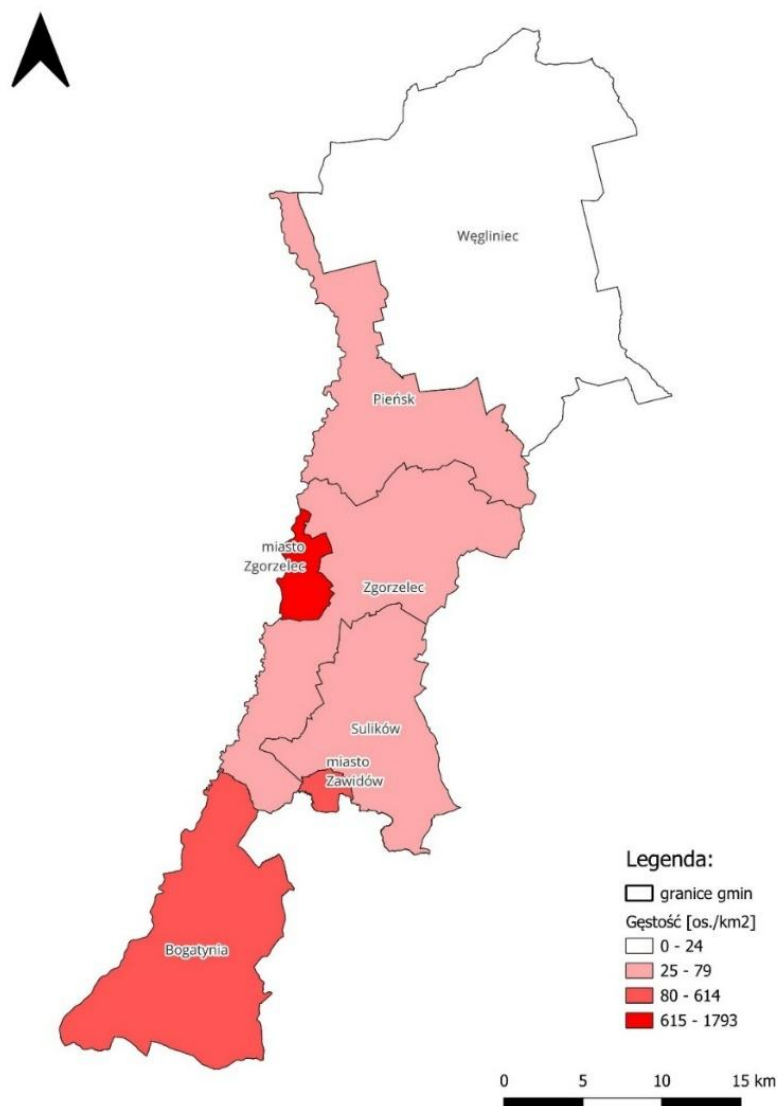 Węgliniec
Pieńsk
miasto
Zgorzelec
Zgorzelec
Sulików
miasto
Zawidów
Bogatynia
Legenda:
granice gmin
Gęstość [os./km2]
0 - 24
25 - 79
80 - 614
615 - 1793
0 5 10 15 km